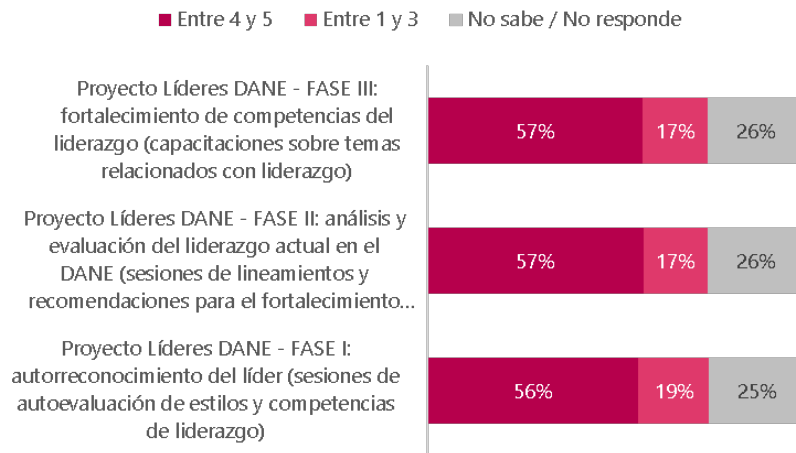 Entre 4 y 5 Entre 1 y 3 No sabe / No responde
Proyecto Líderes DANE - FASE III:
fortalecimiento de competencias del
liderazgo (capacitaciones sobre temas
relacionados con liderazgo)
57% 17% 26%
Proyecto Líderes DANE - FASE II: análisis y
evaluación del liderazgo actual en el
DANE (sesiones de lineamientos y
recomendaciones para el fortalecimiento...
57% 17% 26%
Proyecto Líderes DANE - FASE I:
autorreconocimiento del líder (sesiones de
autoevaluación de estilos y competencias
de liderazgo)
56% 19% 25%